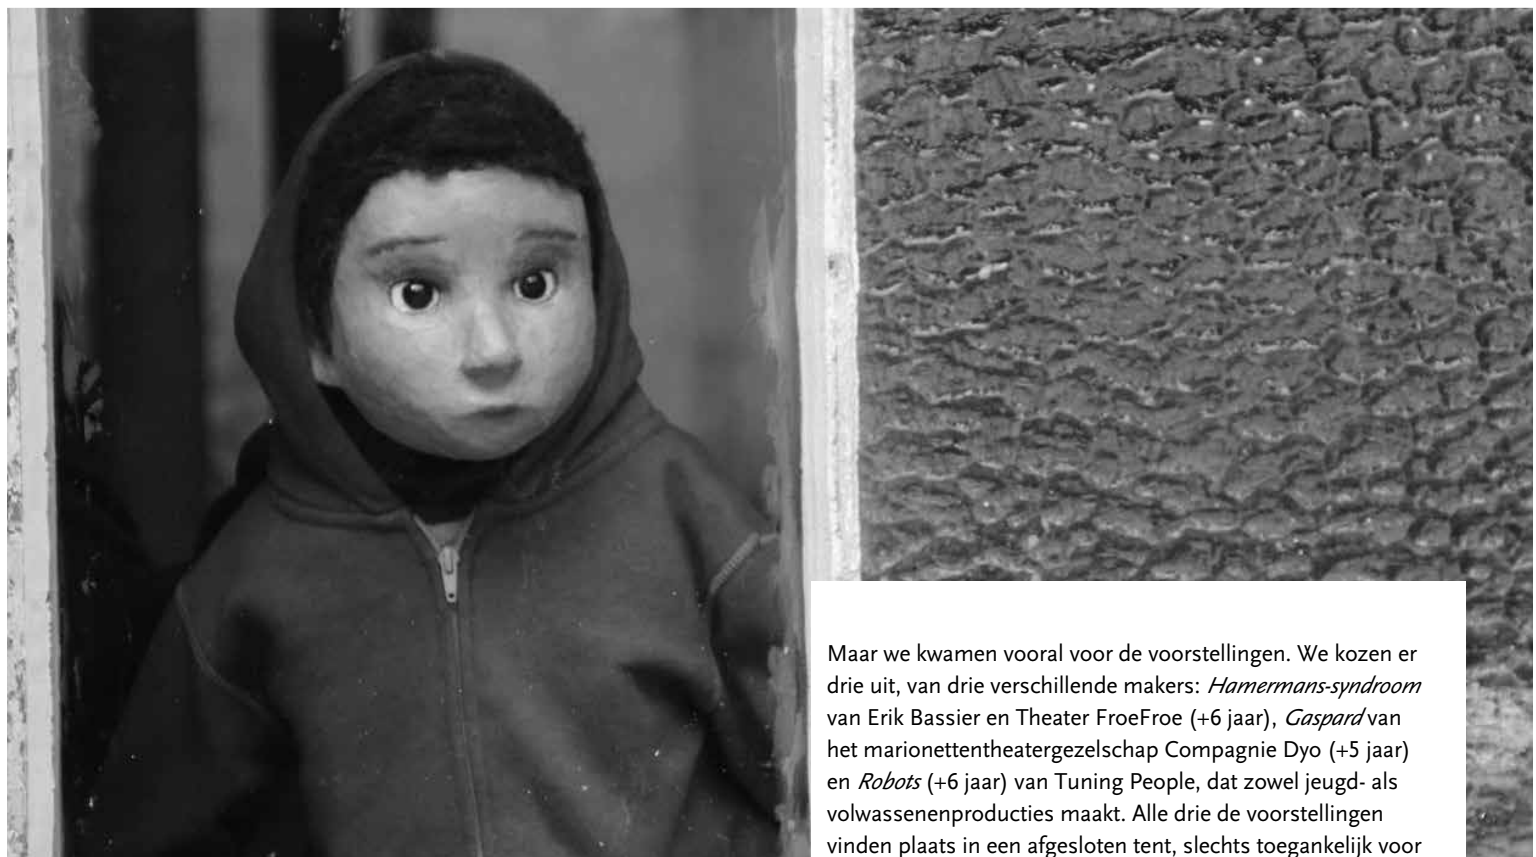 Maar we kwamen vooral voor de voorstellingen. We kozen er
drie uit, van drie verschillende makers: Hamermans-syndroom
van Erik Bassier en Theater FroeFroe (+6 jaar), Gaspard van
het marionettentheatergezelschap Compagnie Dyo (+5 jaar)
en Robots (+6 jaar) van Tuning People, dat zowel jeugd- als
volwassenenproducties maakt. Alle drie de voorstellingen
vinden plaats in een afgesloten tent, slechts toegankelijk voor